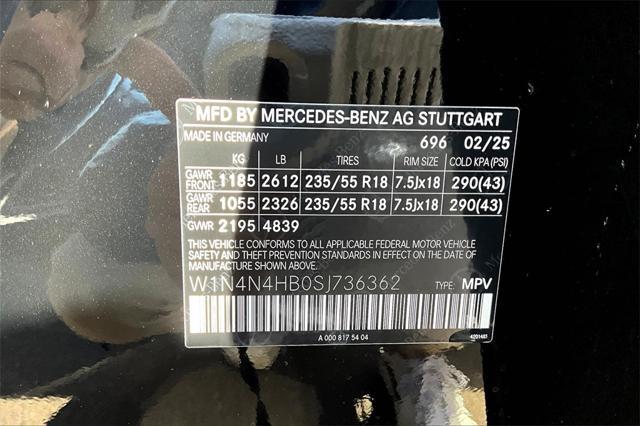 MFD BY MERCEDES-BENZ AG STUTTGART
MADE IN GERMANY 696 02/25
KG LB TIRES RIM SIZE COLD KPA (PSI)
GAWR FRONT 1185 2612 235/55 R18 7.5Jx18 290(43)
GAWR REAR 1055 2326 235/55 R18 7.5Jx18 290(43)
GVWR 2195 4839
THIS VEHICLE CONFORMS TO ALL APPLICABLE FEDERAL MOTOR VEHICLE
SAFETY AND THEFT PREVENTION STANDARDS IN EFFECT ON THE DATE OF
MANUFACTURE SHOWN ABOVE.
W1N4N4HB0SJ736362 TYPE: MPV
A 000 817 54 04